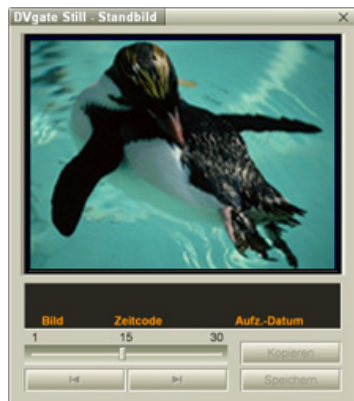 DVgate Still - Standbild
Bild Zeitcode Aufz.-Datum
1 15 30
Kopieren
Speichern